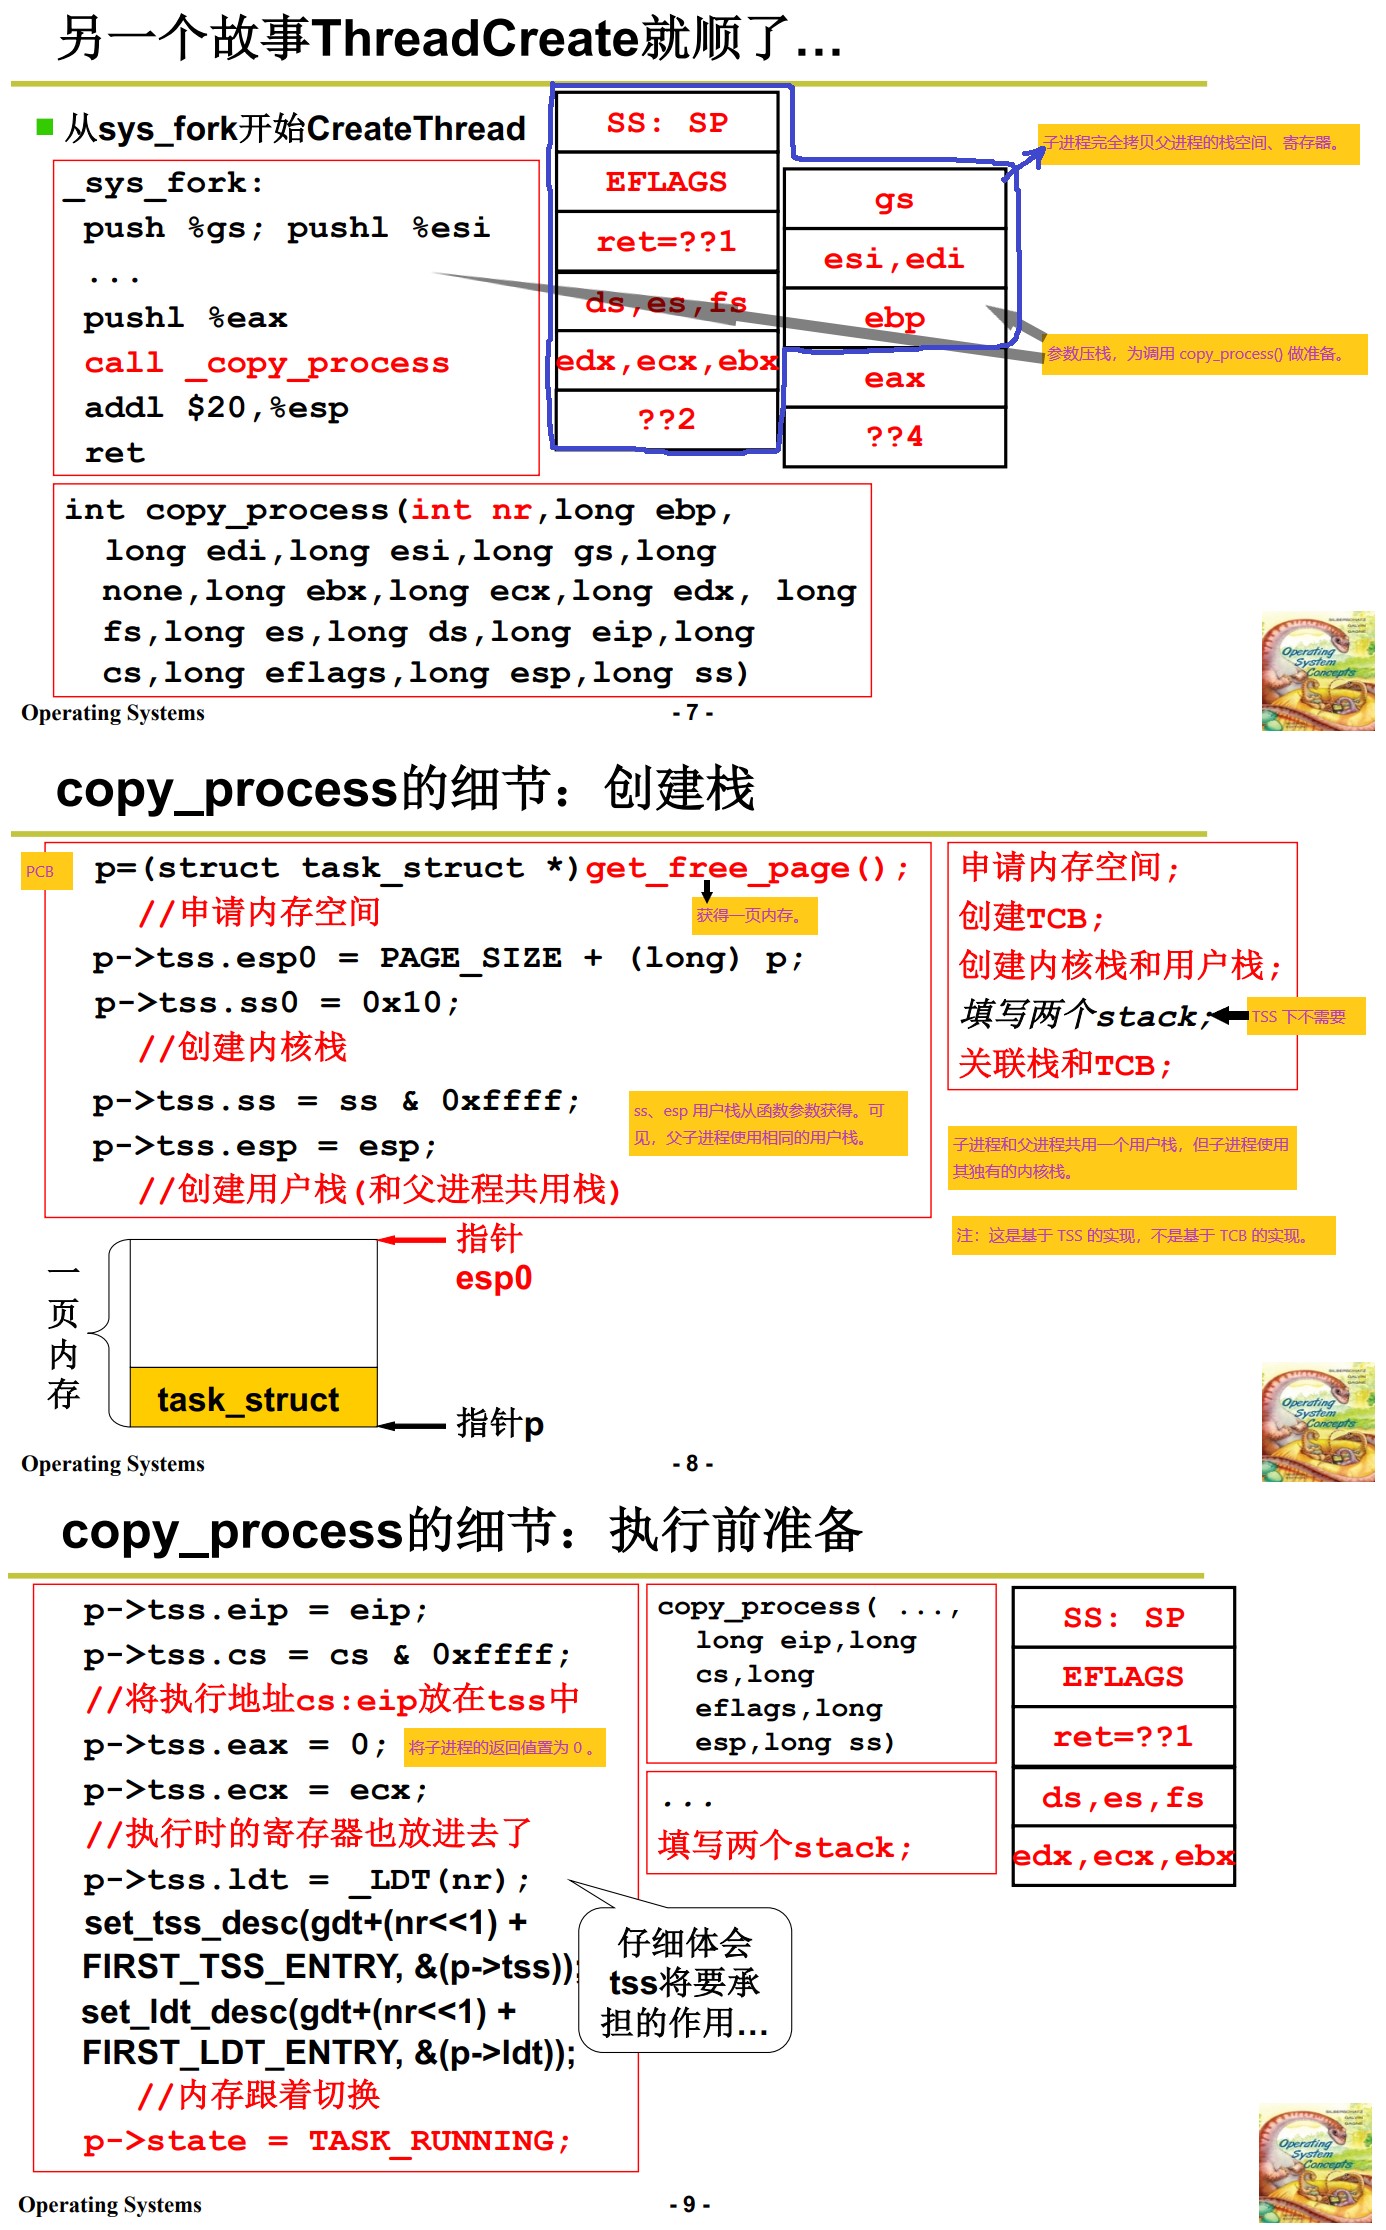 另一个故事ThreadCreate就顺了…
从sys_fork开始CreateThread
_sys_fork:
push %gs; pushl %esi
...
pushl %eax
call _copy_process
addl $20,%esp
ret
SS: SP
EFLAGS
ret=??1
ds,es,fs
edx,ecx,ebx
??2
gs
esi,edi
ebp
eax
??4
子进程完全拷贝父进程的栈空间、寄存器。
参数压栈，为调用 copy_process() 做准备。
int copy_process(int nr,long ebp,
long edi,long esi,long gs,long
none,long ebx,long ecx,long edx, long
fs,long es,long ds,long eip,long
cs,long eflags,long esp,long ss)
Operating System Concepts
Operating Systems
- 7 -
copy_process的细节：创建栈
PCB
p=(struct task_struct *)get_free_page();
//申请内存空间
获得一页内存。
p->tss.esp0 = PAGE_SIZE + (long) p;
p->tss.ss0 = 0x10;
//创建内核栈
p->tss.ss = ss & 0xffff;
p->tss.esp = esp;
//创建用户栈(和父进程共用栈)
ss、esp 用户栈从函数参数获得。可
见，父子进程使用相同的用户栈。
申请内存空间;
创建TCB;
创建内核栈和用户栈;
填写两个stack;
TSS 下不需要
关联栈和TCB;
子进程和父进程共用一个用户栈，但子进程使用
其独有的内核栈。
注：这是基于 TSS 的实现，不是基于 TCB 的实现。
一页内存
指针
esp0
task_struct
指针p
Operating System Concepts
Operating Systems
- 8 -
copy_process的细节：执行前准备
p->tss.eip = eip;
p->tss.cs = cs & 0xffff;
//将执行地址cs:eip放在tss中
p->tss.eax = 0;
将子进程的返回值置为 0 。
p->tss.ecx = ecx;
//执行时的寄存器也放进去了
p->tss.ldt = _LDT(nr);
set_tss_desc(gdt+(nr<<1) +
FIRST_TSS_ENTRY, &(p->tss));
set_ldt_desc(gdt+(nr<<1) +
FIRST_LDT_ENTRY, &(p->ldt));
//内存跟着切换
p->state = TASK_RUNNING;
copy_process( ...,
long eip,long
cs,long
eflags,long
esp,long ss)
...
填写两个stack;
仔细体会
tss将要承
担的作用…
SS: SP
EFLAGS
ret=??1
ds,es,fs
edx,ecx,ebx
Operating System Concepts
Operating Systems
- 9 -